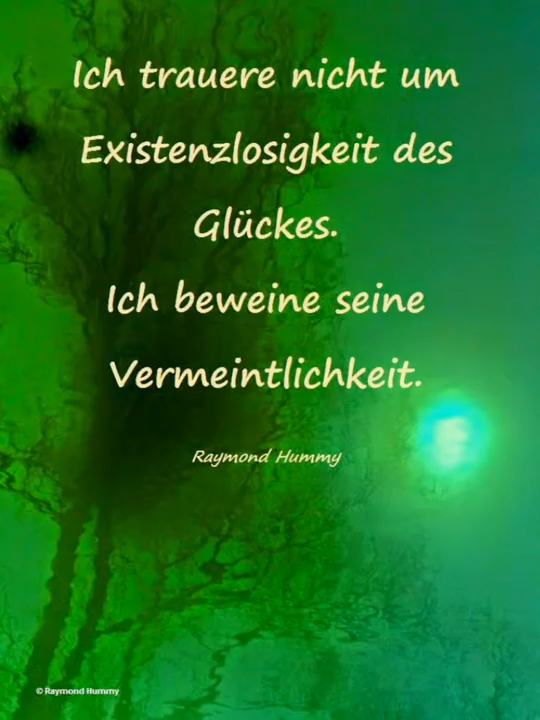 Ich trauere nicht um
Existenzlosigkeit des
Glückes.
Ich beweine seine
Vermeintlichkeit.
Raymond Hummy
© Raymond Hummy